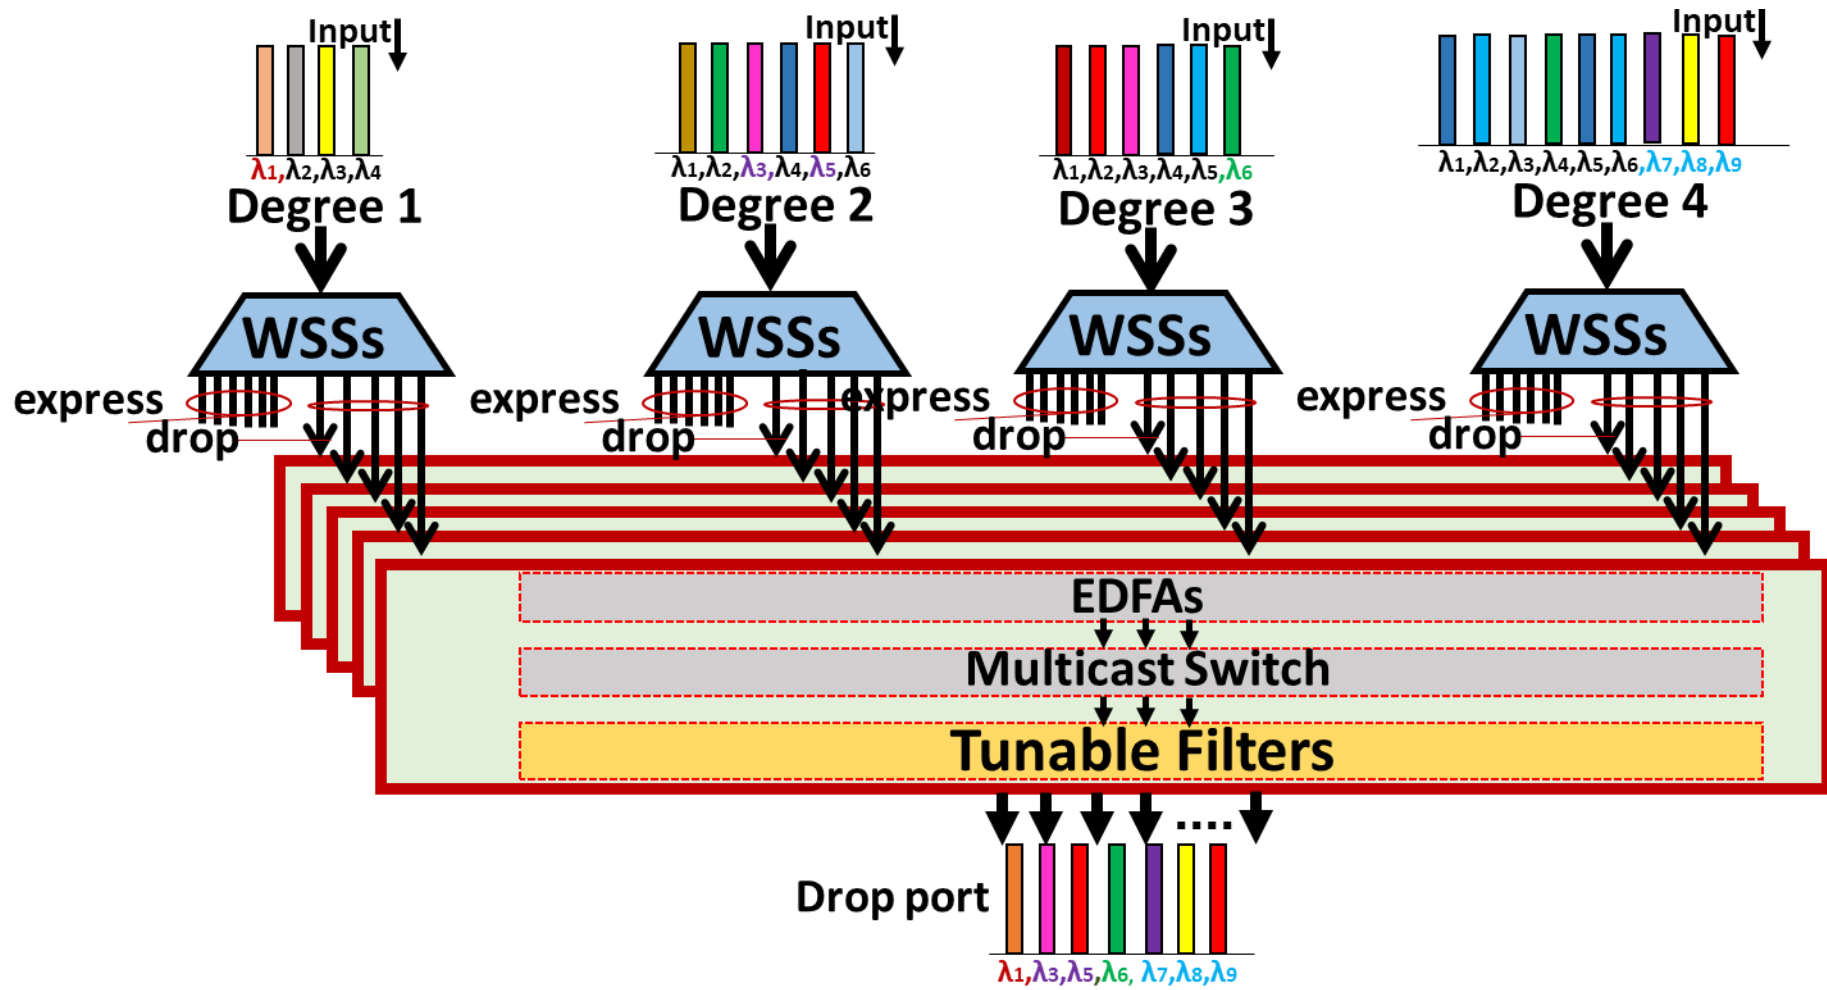 Input Input Input Input
λ1,λ2,λ3,λ4 λ1,λ2,λ3,λ4,λ5,λ6 λ1,λ2,λ3,λ4,λ5,λ6 λ1,λ2,λ3,λ4,λ5,λ6,λ7,λ8,λ9
Degree 1 Degree 2 Degree 3 Degree 4
WSSs WSSs WSSs WSSs
express express express express
drop drop drop drop
EDFAs
Multicast Switch
Tunable Filters
....
Drop port
λ1,λ3,λ5,λ6, λ7,λ8,λ9